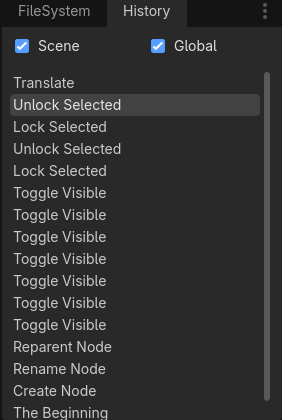 FileSystem History
Scene Global
Translate
Unlock Selected
Lock Selected
Unlock Selected
Lock Selected
Toggle Visible
Toggle Visible
Toggle Visible
Toggle Visible
Toggle Visible
Toggle Visible
Toggle Visible
Reparent Node
Rename Node
Create Node
The Beginning